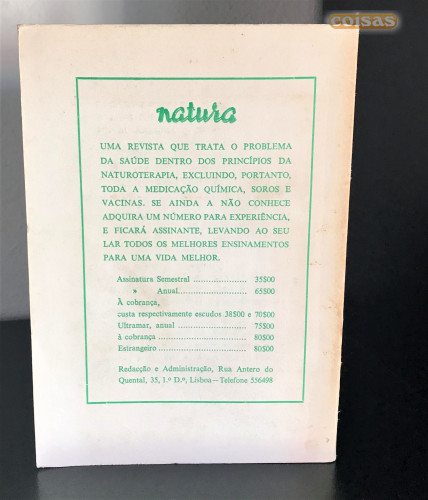 coisas
natura
UMA REVISTA QUE TRATA O PROBLEMA
DA SAÚDE DENTRO DOS PRINCÍPIOS DA
NATUROTERAPIA, EXCLUINDO, PORTANTO,
TODA A MEDICAÇÃO QUÍMICA, SOROS E
VACINAS. SE AINDA A NÃO CONHECE
ADQUIRA UM NÚMERO PARA EXPERIÊNCIA,
E FICARÁ ASSINANTE, LEVANDO AO SEU
LAR TODOS OS MELHORES ENSINAMENTOS
PARA UMA VIDA MELHOR.
Assinatura Semestral ..................... 35$00
» Anual............................ 65$00
À cobrança,
custa respectivamente escudos 38$00 e 70$00
Ultramar, anual ........................... 75$00
à cobrança ................................. 80$00
Estrangeiro ................................. 80$00
Redacção e Administração, Rua Antero do
Quental, 35, 1.º D.º, Lisboa—Telefone 556498